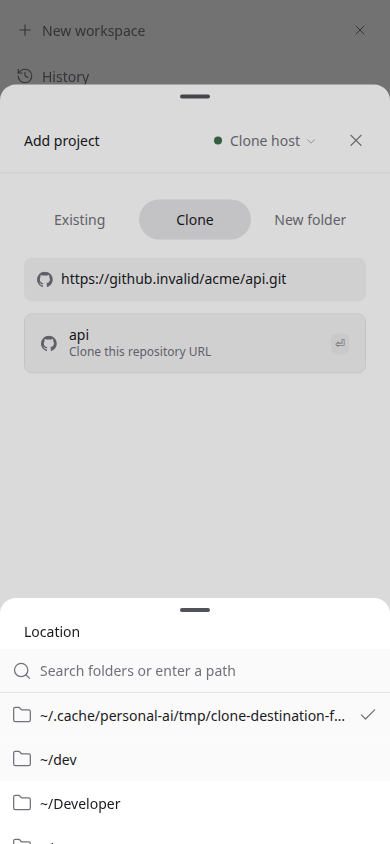 New workspace
History
Add project
Clone host
Existing
Clone
New folder
https://github.invalid/acme/api.git
api
Clone this repository URL
Location
Search folders or enter a path
~/.cache/personal-ai/tmp/clone-destination-f...
~/dev
~/Developer